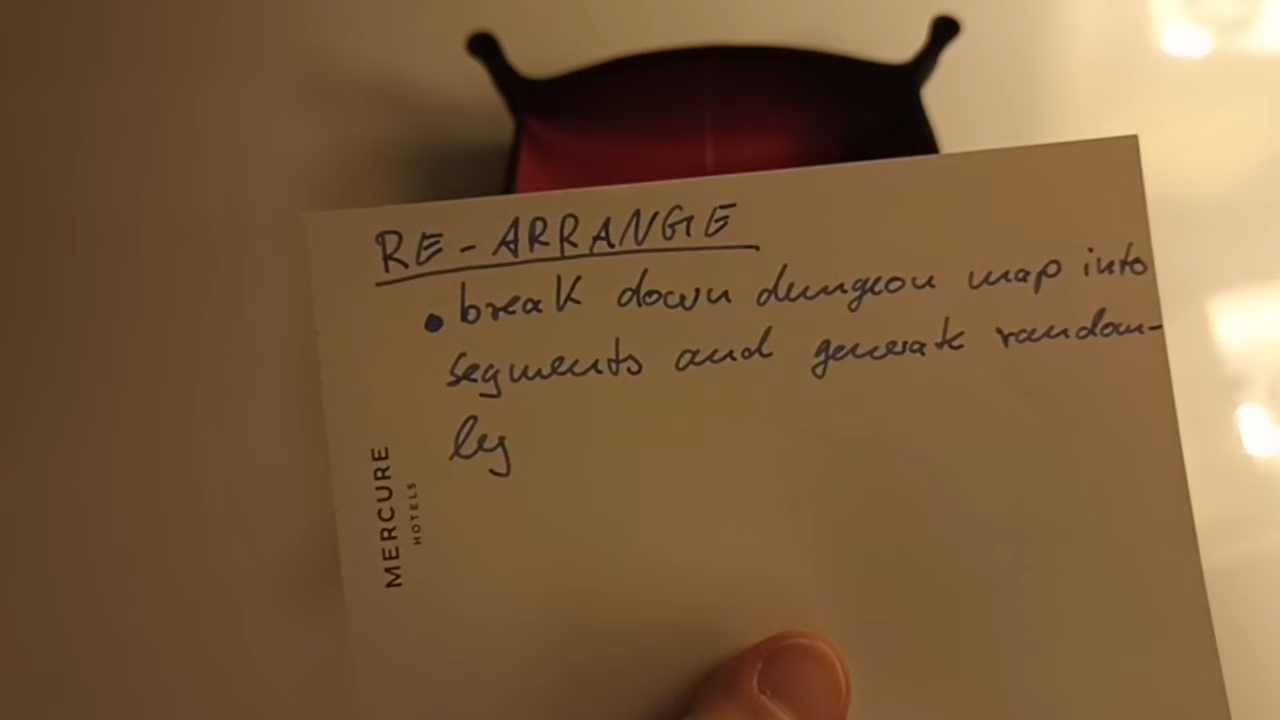 RE-ARRANGE
• break down dungeon map into
segments and generate random-
ly
MERCURE
HOTELS